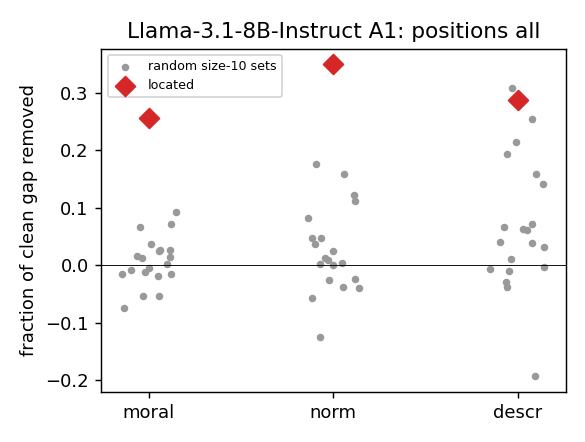 Llama-3.1-8B-Instruct A1: positions all
random size-10 sets
located
fraction of clean gap removed
0.3
0.2
0.1
0.0
−0.1
−0.2
moral
norm
descr